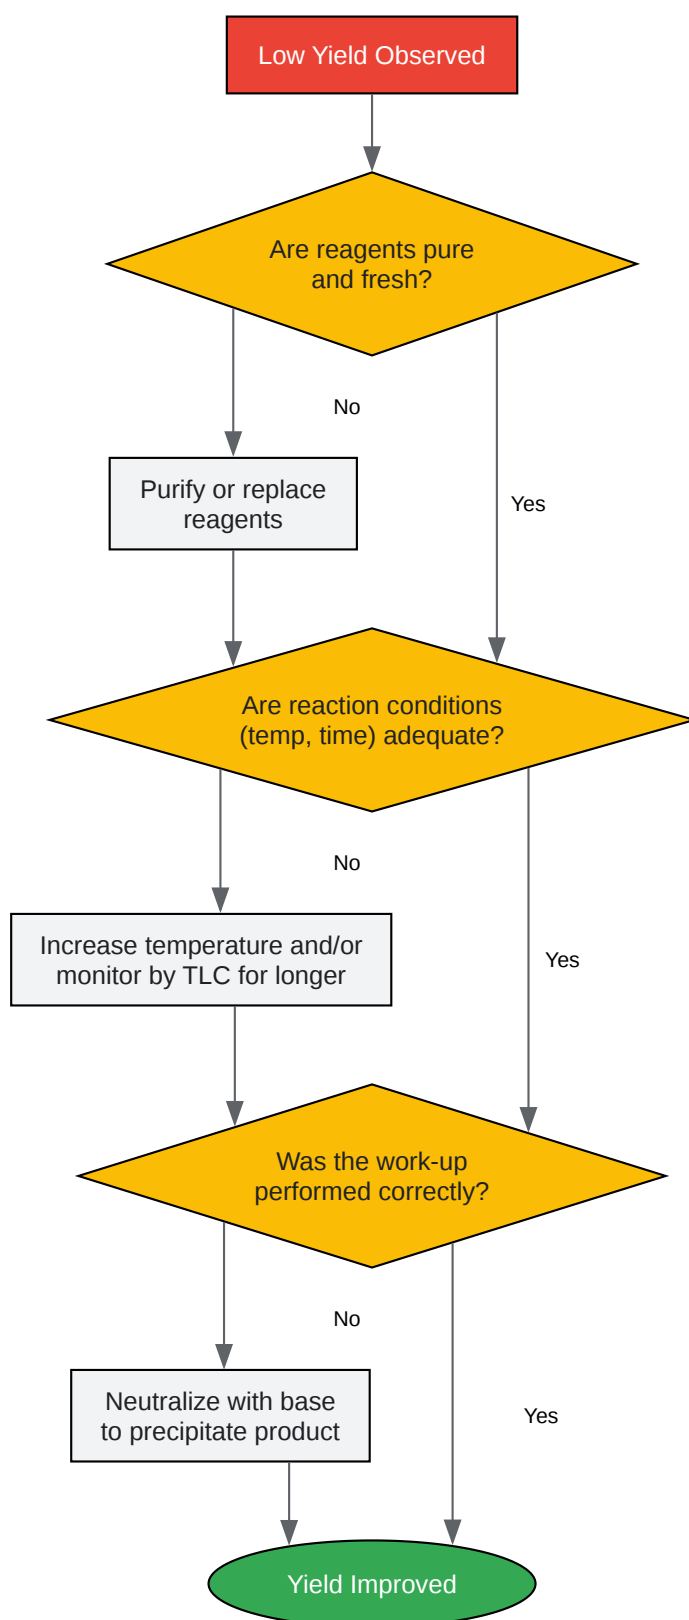 Low Yield Observed
Are reagents pure
and fresh?
No
Purify or replace
reagents
Yes
Are reaction conditions
(temp, time) adequate?
No
Increase temperature and/or
monitor by TLC for longer
Yes
Was the work-up
performed correctly?
No
Neutralize with base
to precipitate product
Yes
Yield Improved